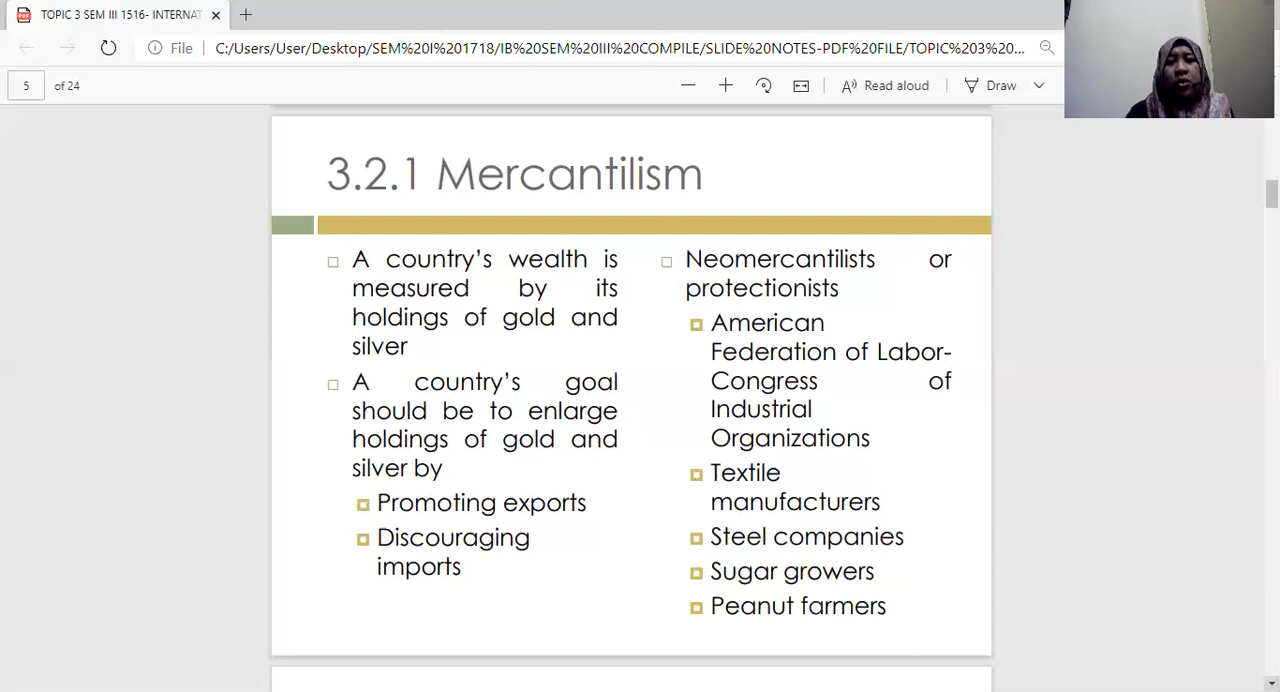 TOPIC 3 SEM III 1516- INTERNAT
File
C:/Users/User/Desktop/SEM%20I%201718/IB%20SEM%20III%20COMPILE/SLIDE%20NOTES-PDF%20FILE/TOPIC%203%20...
5 of 24
Read aloud
Draw
3.2.1 Mercantilism
A country's wealth is
measured by its
holdings of gold and
silver
A country's goal
should be to enlarge
holdings of gold and
silver by
Promoting exports
Discouraging
imports
Neomercantilists or
protectionists
American
Federation of Labor-
Congress of
Industrial
Organizations
Textile
manufacturers
Steel companies
Sugar growers
Peanut farmers